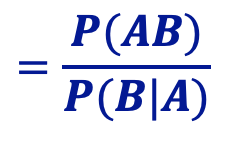 = P(AB) / P(B|A)